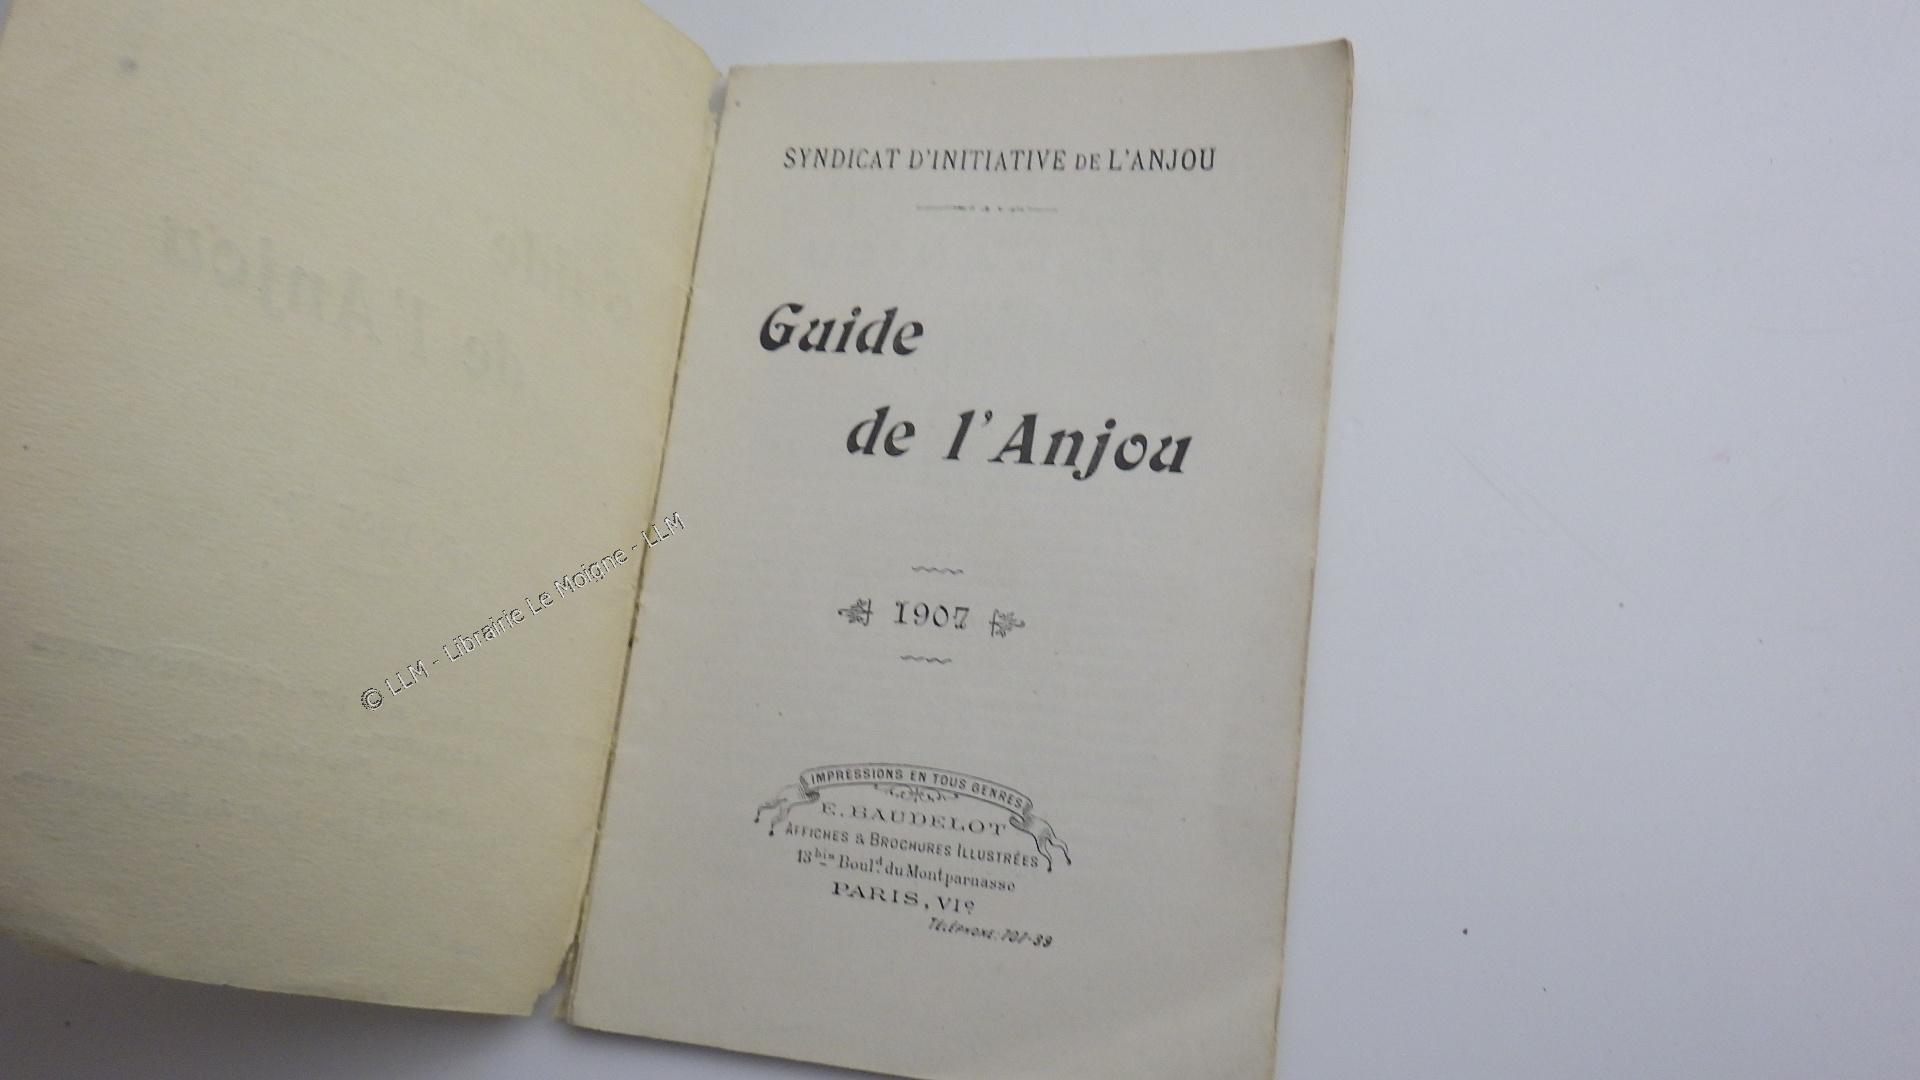 SYNDICAT D'INITIATIVE DE L'ANJOU
Guide
de l'Anjou
1907
IMPRESSIONS EN TOUS GENRES
E. BAUDELOT
AFFICHES & BROCHURES ILLUSTRÉES
13bis Bould. du Montparnasse
PARIS, VIe
TÉLÉPHONE: 707-39
© LLM - Librairie Le Moigne - LLM